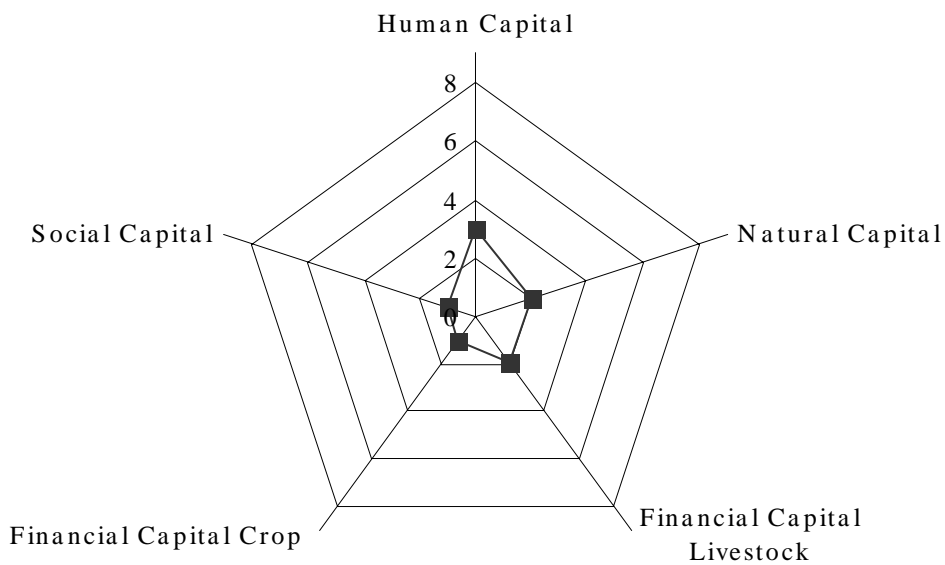 Human Capital
8
6
4
2
0
Social Capital
Natural Capital
Financial Capital Crop
Financial Capital
Livestock